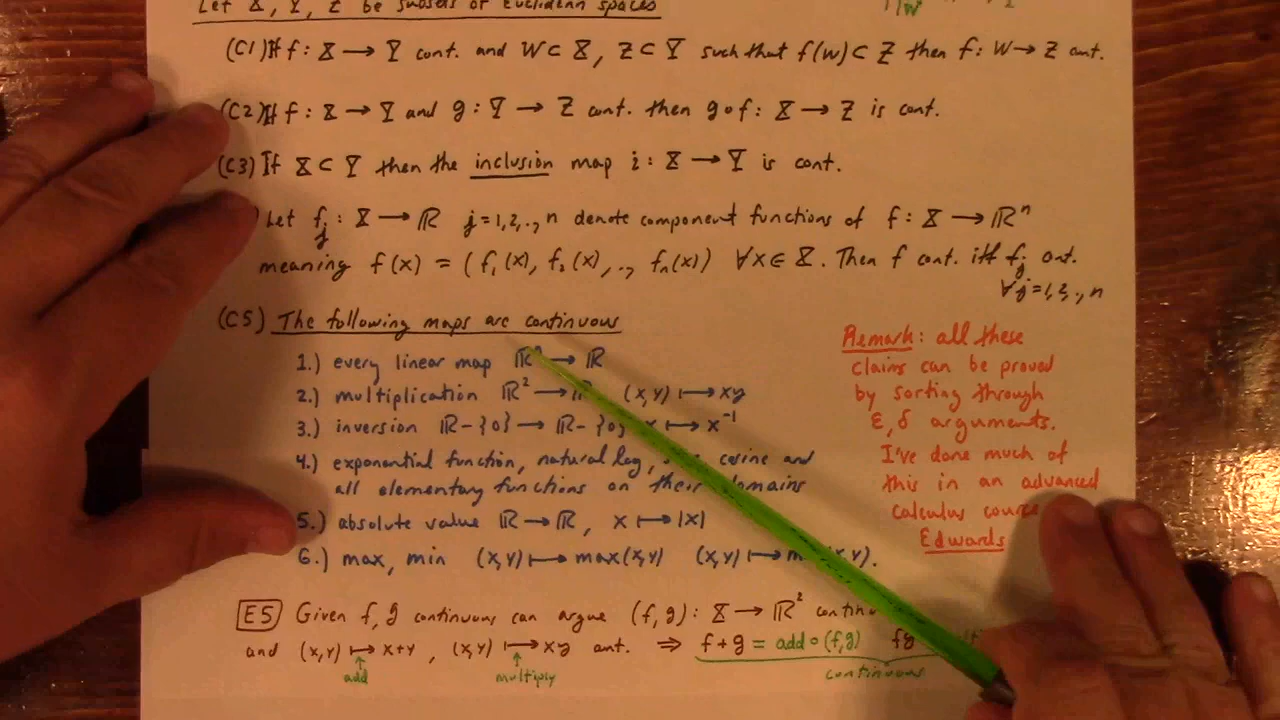 Let X, Y, Z be subsets of Euclidean spaces
(C1) If f : X → Y cont. and W ⊂ X, Z ⊂ Y such that f(W) ⊂ Z then f : W → Z cont.
(C2) If f : X → Y and g : Y → Z cont. then g∘f : X → Z is cont.
(C3) If X ⊂ Y then the inclusion map i : X → Y is cont.
Let f_j : X → ℝ j=1,2,..,n denote component functions of f : X → ℝⁿ
meaning f(x) = (f₁(x), f₂(x), .., fₙ(x)) ∀x ∈ X. Then f cont. iff f_j cont.
∀j=1,2,..,n
(C5) The following maps are continuous
1.) every linear map ℝ → ℝ
2.) multiplication ℝ² → ℝ (x,y) ↦ xy
3.) inversion ℝ-{0} → ℝ-{0} x ↦ x⁻¹
4.) exponential function, natural log, cosine and
all elementary functions on their domains
5.) absolute value ℝ → ℝ, x ↦ |x|
6.) max, min (x,y) ↦ max(x,y) (x,y) ↦ (x,y).
Remark: all these
claims can be proved
by sorting through
ε, δ arguments.
I've done much of
this in an advanced
calculus course
Edwards
E5 Given f, g continuous can argue (f,g) : X → ℝ²
and (x,y) ↦ x+y, (x,y) ↦ xy cont. ⇒ f+g = add∘(f,g) fg
add multiply continuous